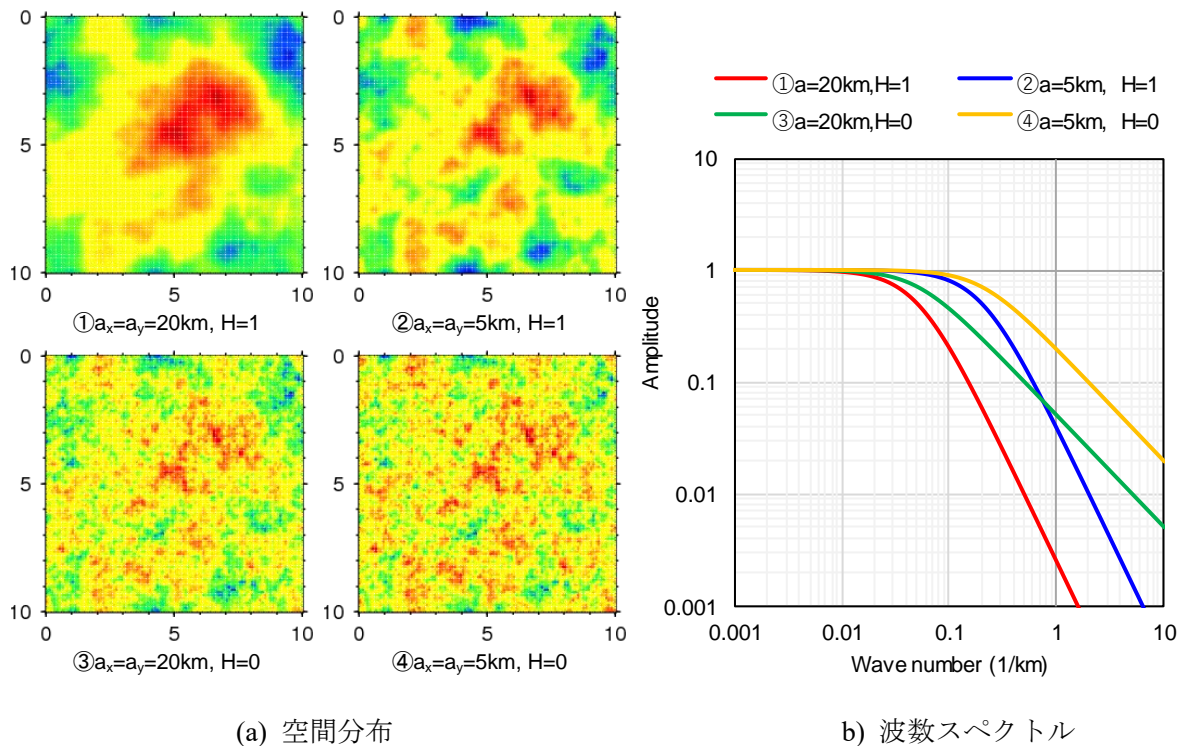 0
5
10
0 5 10
①ax=ay=20km, H=1
0
5
10
0 5 10
②ax=ay=5km, H=1
0
5
10
0 5 10
③ax=ay=20km, H=0
0
5
10
0 5 10
④ax=ay=5km, H=0
(a) 空間分布
①a=20km,H=1 ②a=5km, H=1
③a=20km,H=0 ④a=5km, H=0
10
1
0.1
0.01
0.001
Amplitude
0.001 0.01 0.1 1 10
Wave number (1/km)
b) 波数スペクトル